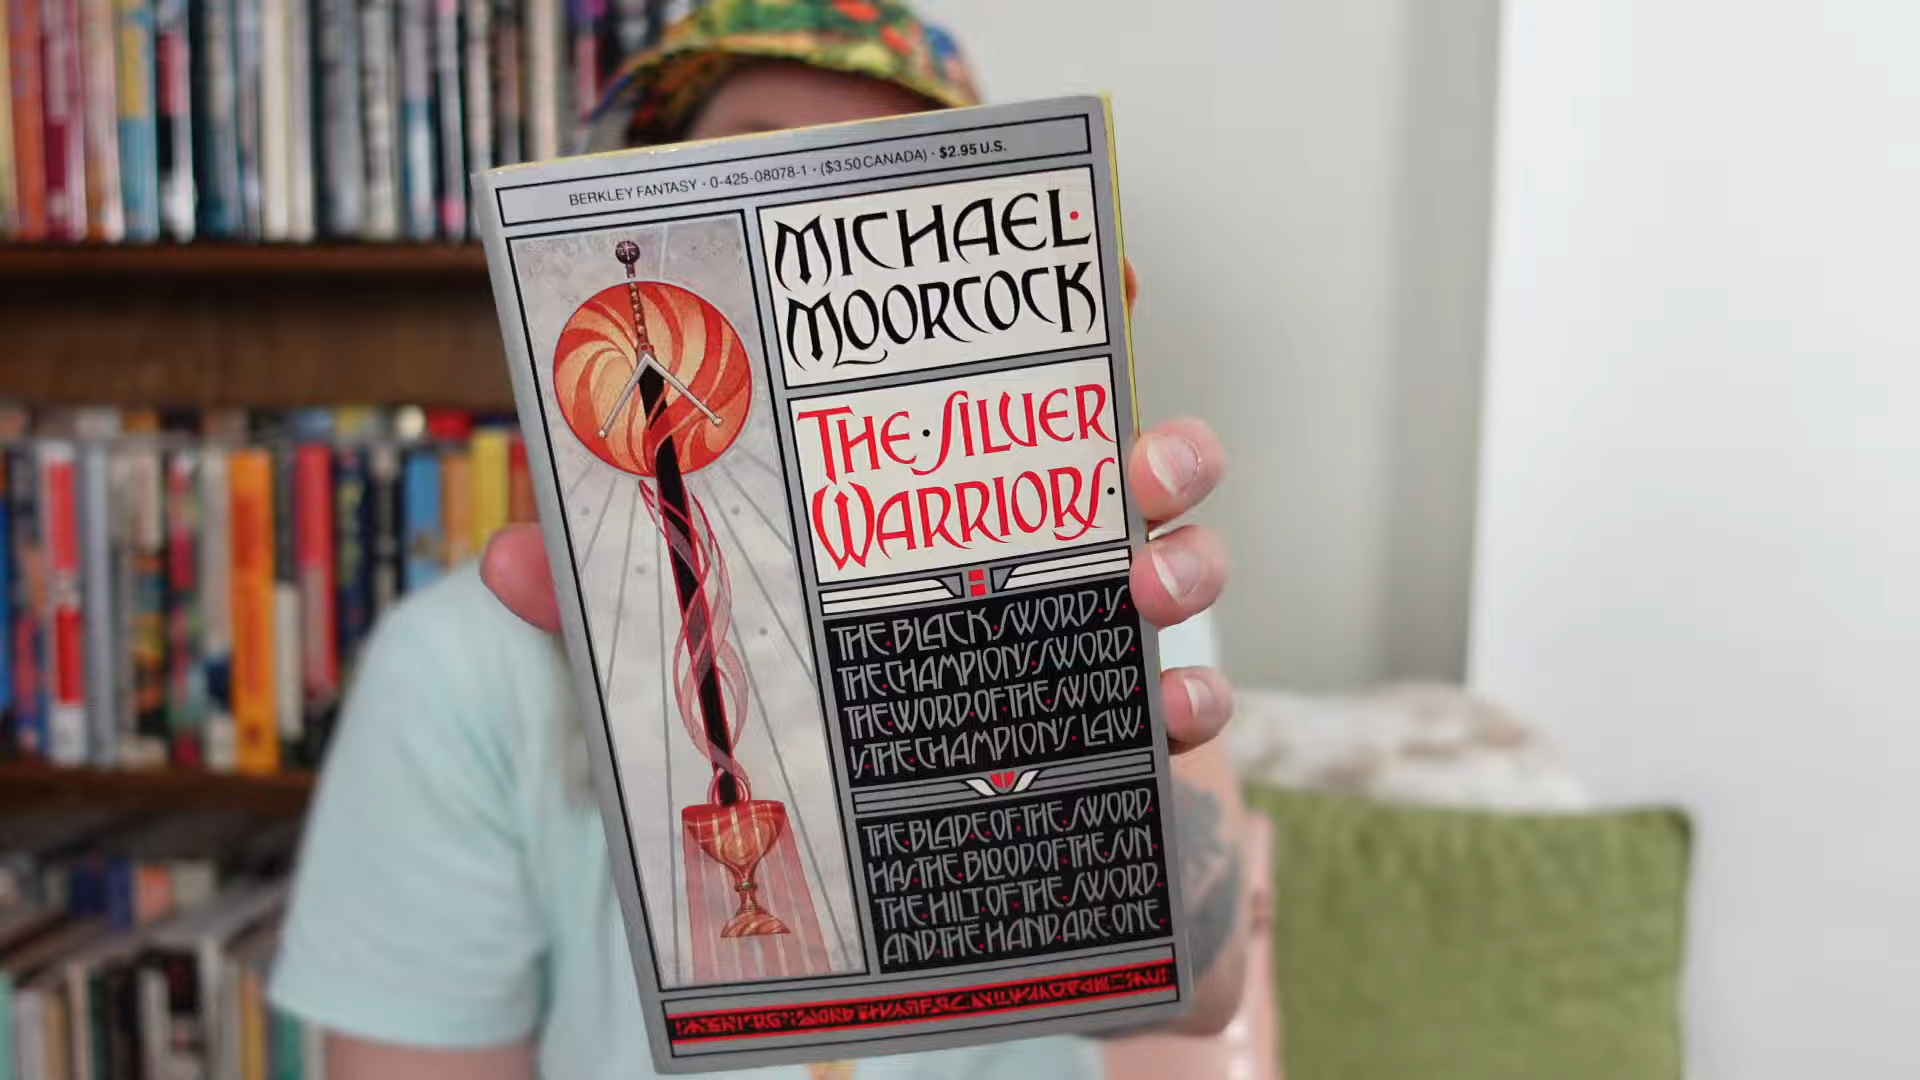 BERKLEY FANTASY · 0-425-08078-1 · ($3.50 CANADA) · $2.95 U.S.
MICHAEL·
MOORCOCK
THE·SILVER
WARRIORS·
THE·BLACK·SWORD·IS·
THE·CHAMPION'S·SWORD·
THE·WORD·OF·THE·SWORD·
IS·THE·CHAMPION'S·LAW·
THE·BLADE·OF·THE·SWORD·
HAS·THE·BLOOD·OF·THE·SUN·
THE·HILT·OF·THE·SWORD·
AND·THE·HAND·ARE·ONE·